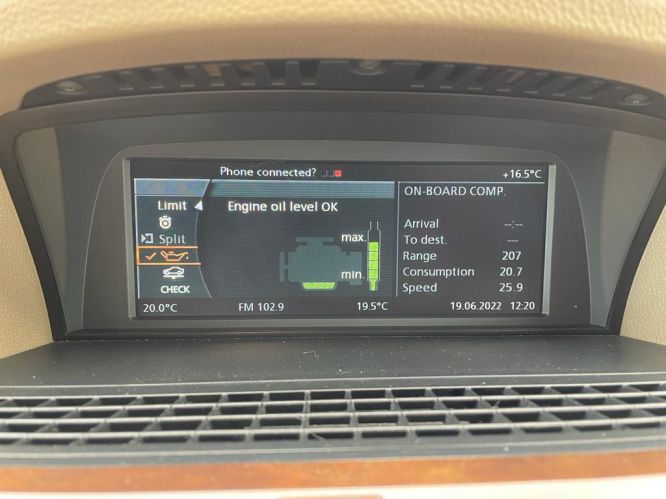 Phone connected?
+16.5°C
Limit
Engine oil level OK
ON-BOARD COMP.
Split
max.
min.
CHECK
Arrival --:--
To dest. ---
Range 207
Consumption 20.7
Speed 25.9
20.0°C
FM 102.9
19.5°C
19.06.2022 12:20